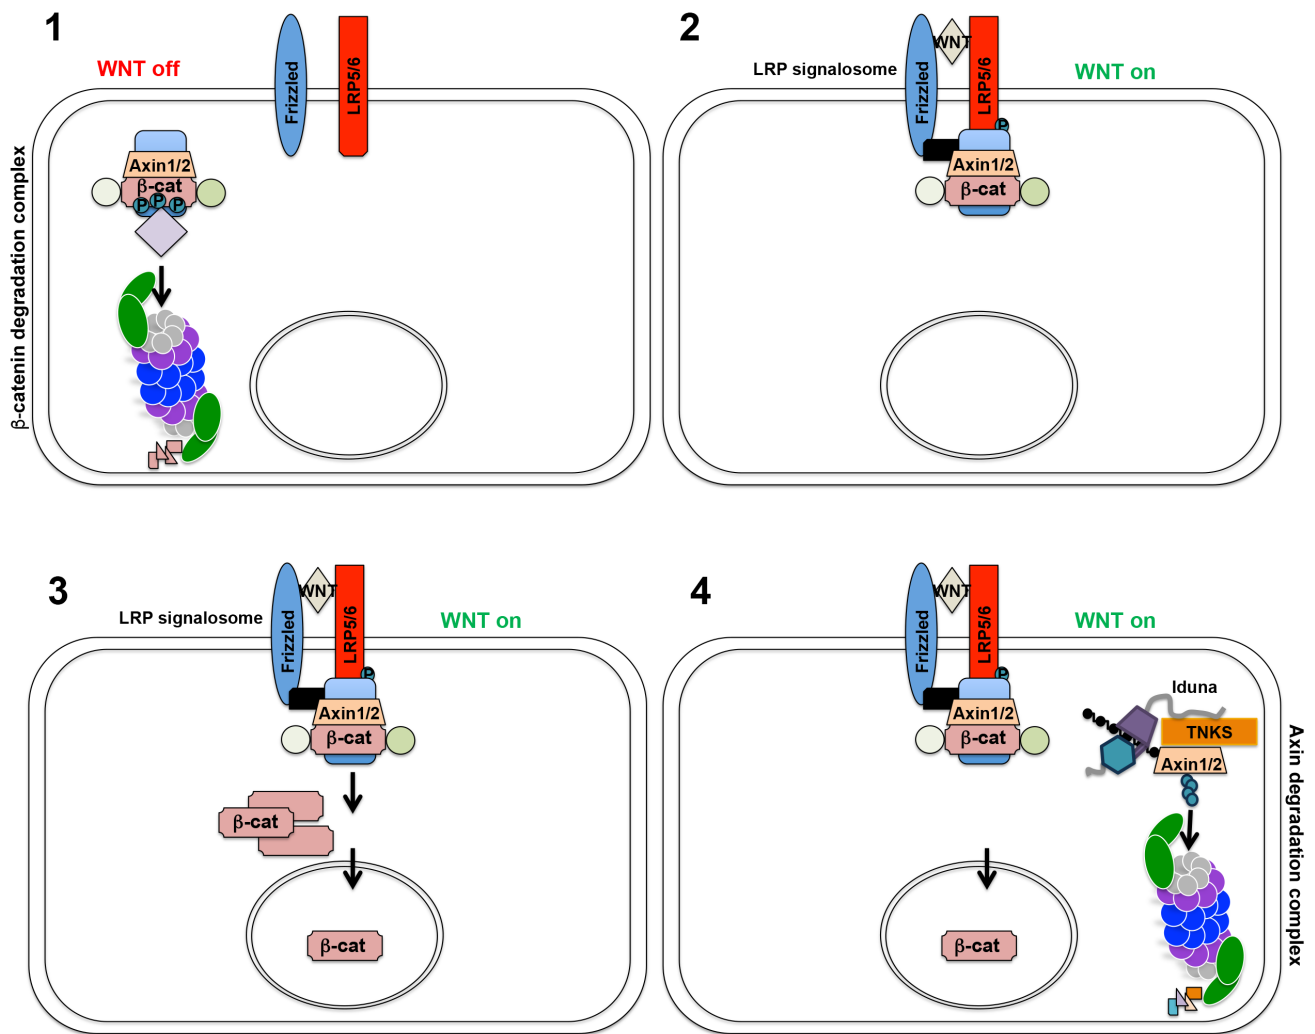 1
WNT off
Frizzled
LRP5/6
Axin1/2
β-cat
P
P
P
β-catenin degradation complex
2
LRP signalosome
WNT
WNT on
Frizzled
LRP5/6
P
Axin1/2
β-cat
3
LRP signalosome
WNT
WNT on
Frizzled
LRP5/6
P
Axin1/2
β-cat
β-cat
β-cat
4
WNT
WNT on
Frizzled
LRP5/6
P
Axin1/2
β-cat
β-cat
Iduna
TNKS
Axin1/2
Axin degradation complex